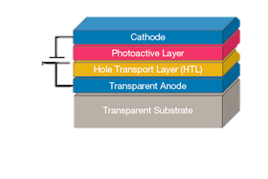 Cathode
Photoactive Layer
Hole Transport Layer (HTL)
Transparent Anode
Transparent Substrate